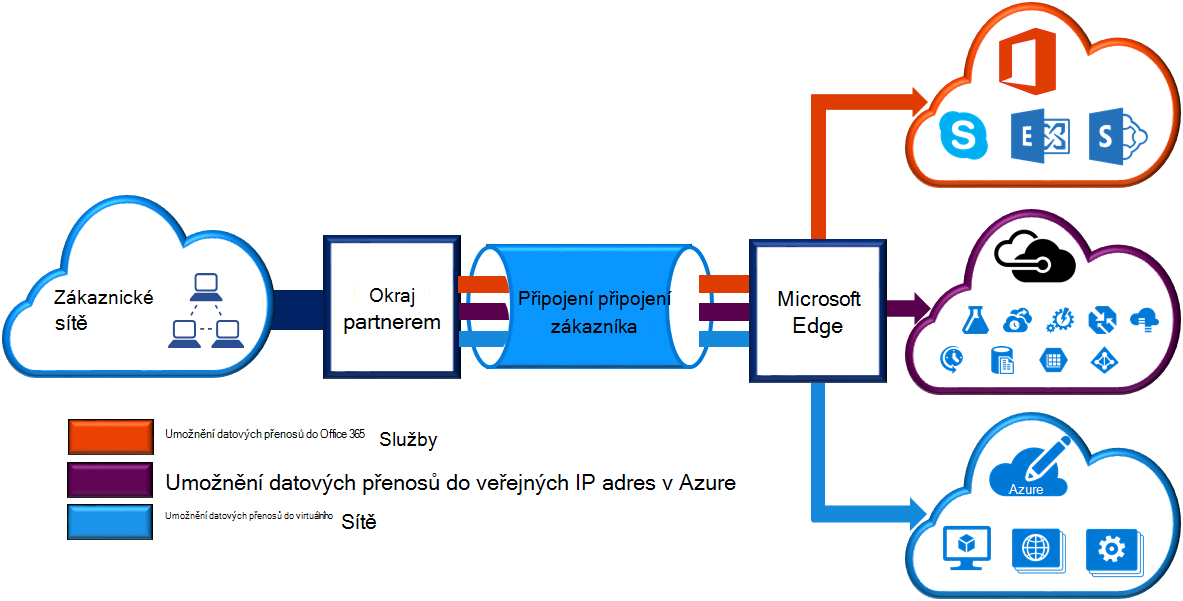 S
E
S
Zákaznické
sítě
Okraj
partnerem
Připojení připojení
zákazníka
Microsoft
Edge
Umožnění datových přenosů do Office 365 Služby
Umožnění datových přenosů do veřejných IP adres v Azure
Umožnění datových přenosů do virtuálního Sítě
Azure